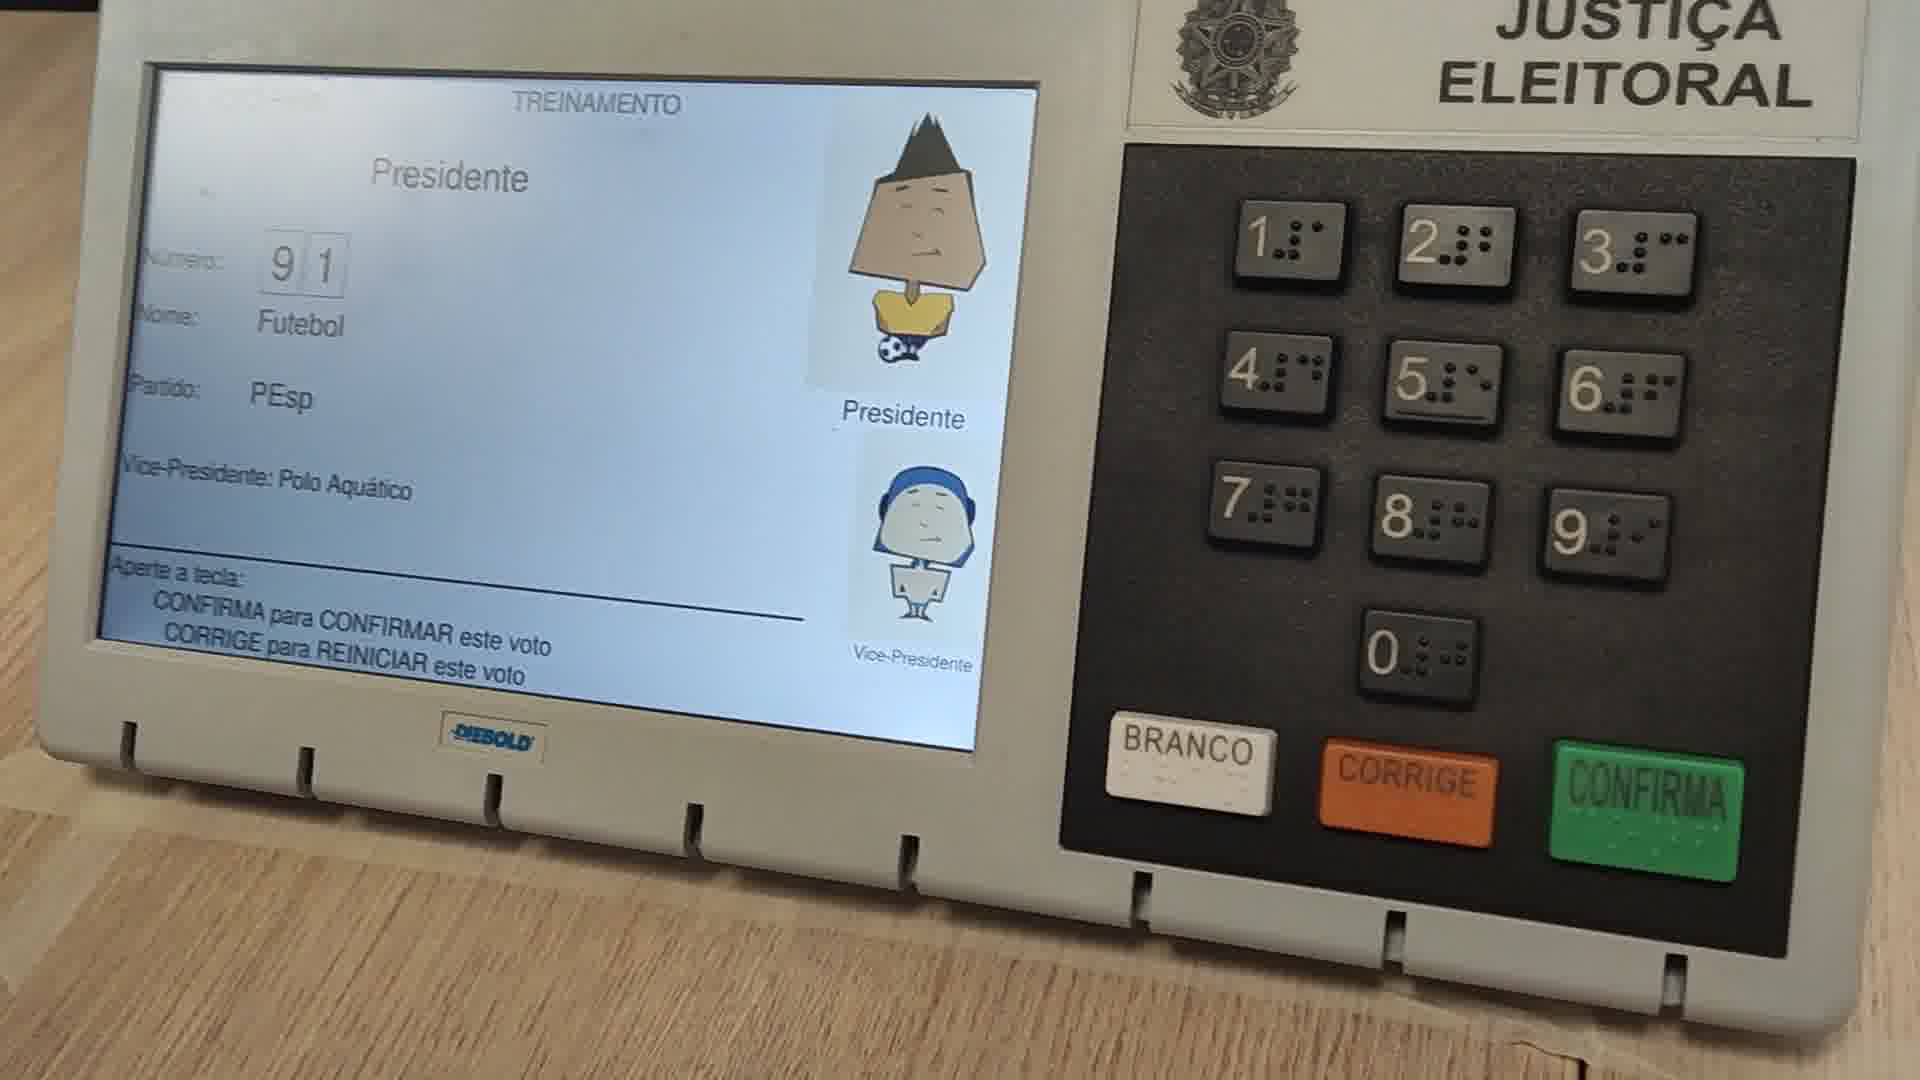 TREINAMENTO
Presidente
Número: 91
Nome: Futebol
Partido: PEsp
Vice-Presidente: Polo Aquático
Aperte a tecla:
CONFIRMA para CONFIRMAR este voto
CORRIGE para REINICIAR este voto
Presidente
Vice-Presidente
DIEBOLD
JUSTIÇA
ELEITORAL
1 2 3
4 5 6
7 8 9
0
BRANCO CORRIGE CONFIRMA